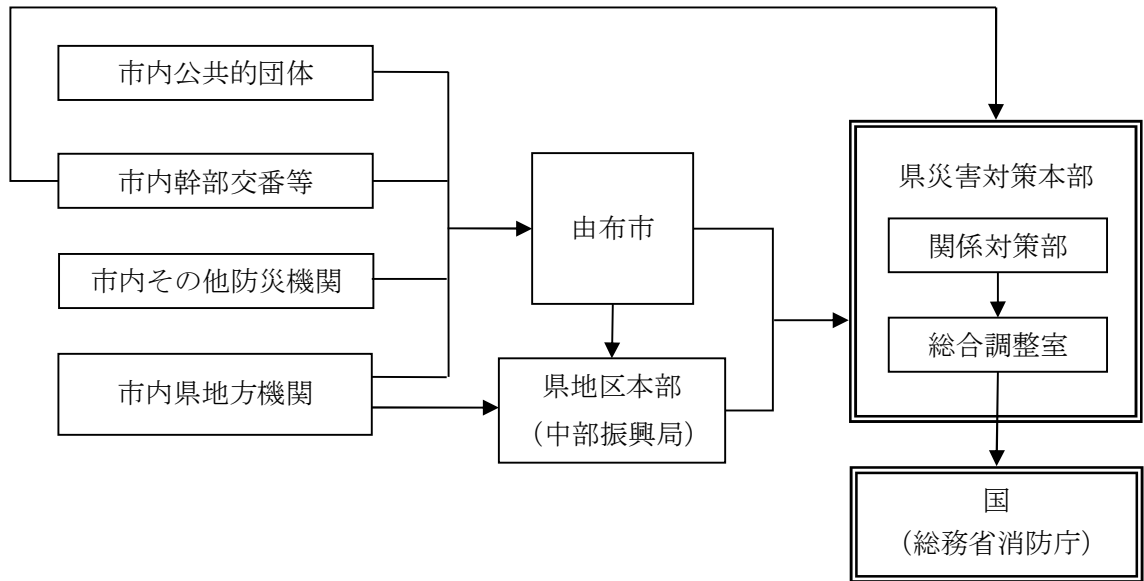 市内公共的団体
市内幹部交番等
市内その他防災機関
市内県地方機関
由布市
県地区本部
（中部振興局）
県災害対策本部
関係対策部
総合調整室
国
（総務省消防庁）